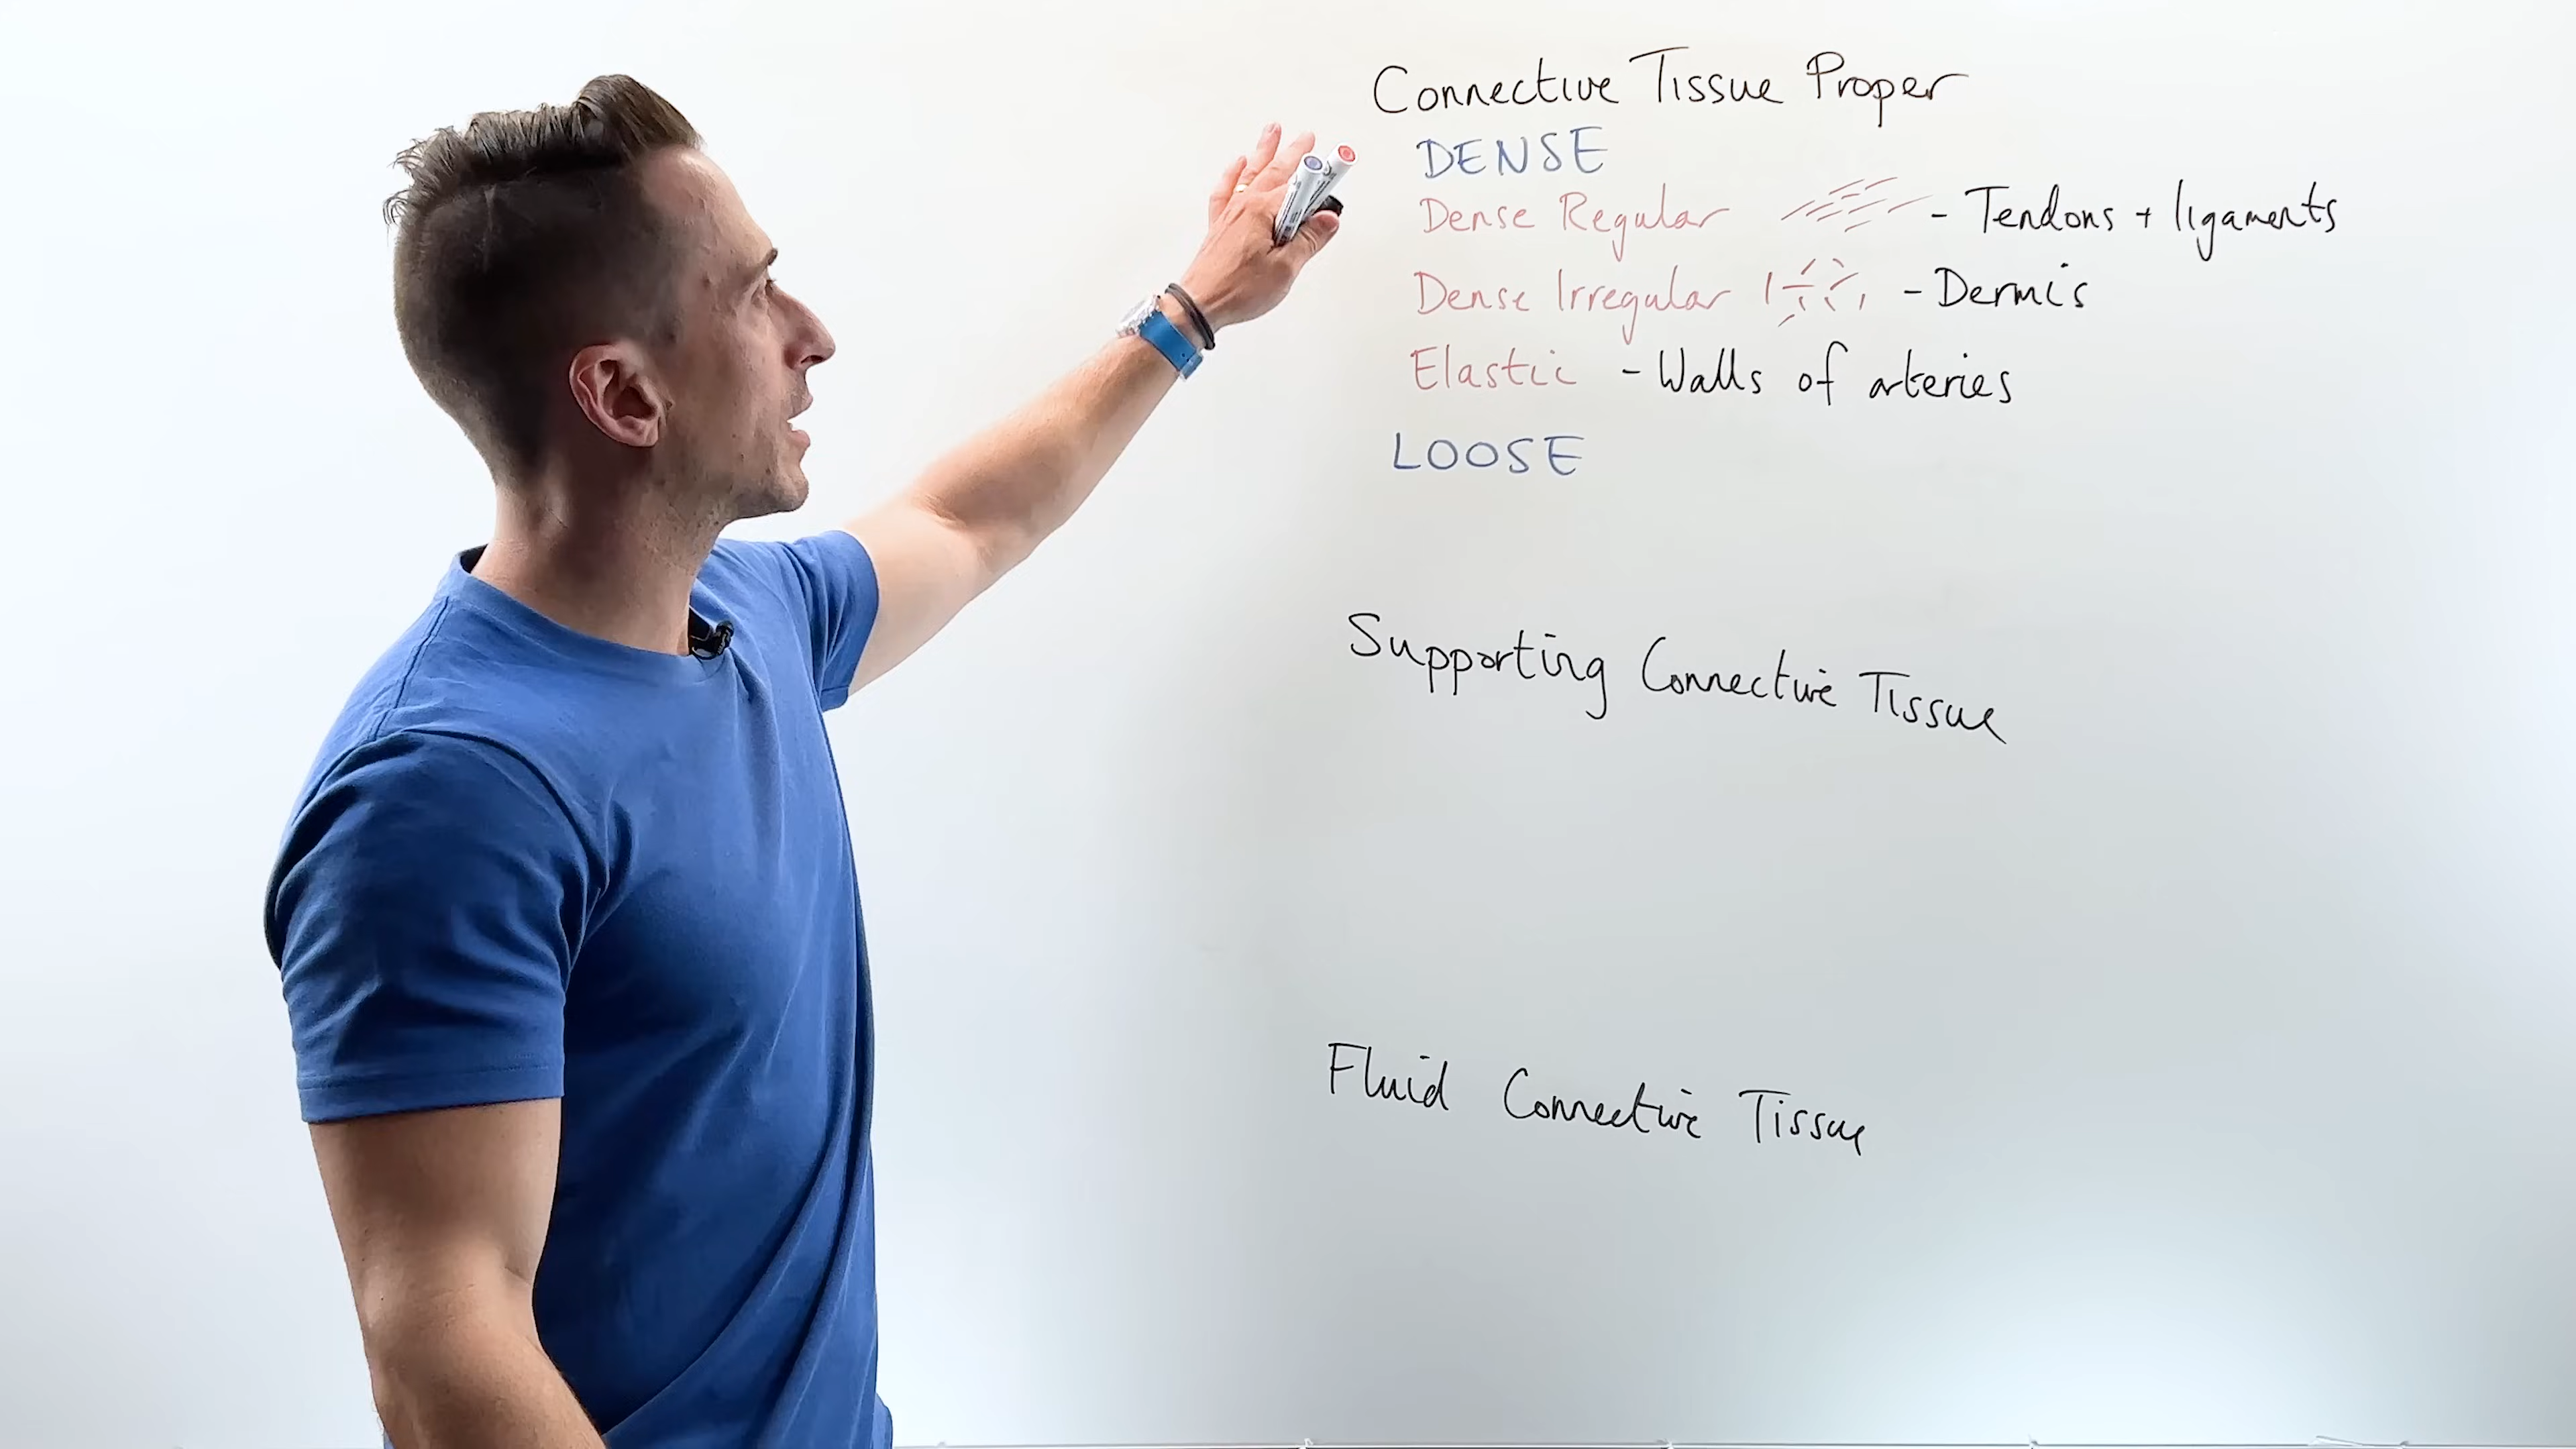 Connective Tissue Proper
DENSE
Dense Regular - Tendons + ligaments
Dense Irregular - Dermis
Elastic - Walls of arteries
LOOSE
Supporting Connective Tissue
Fluid Connective Tissue